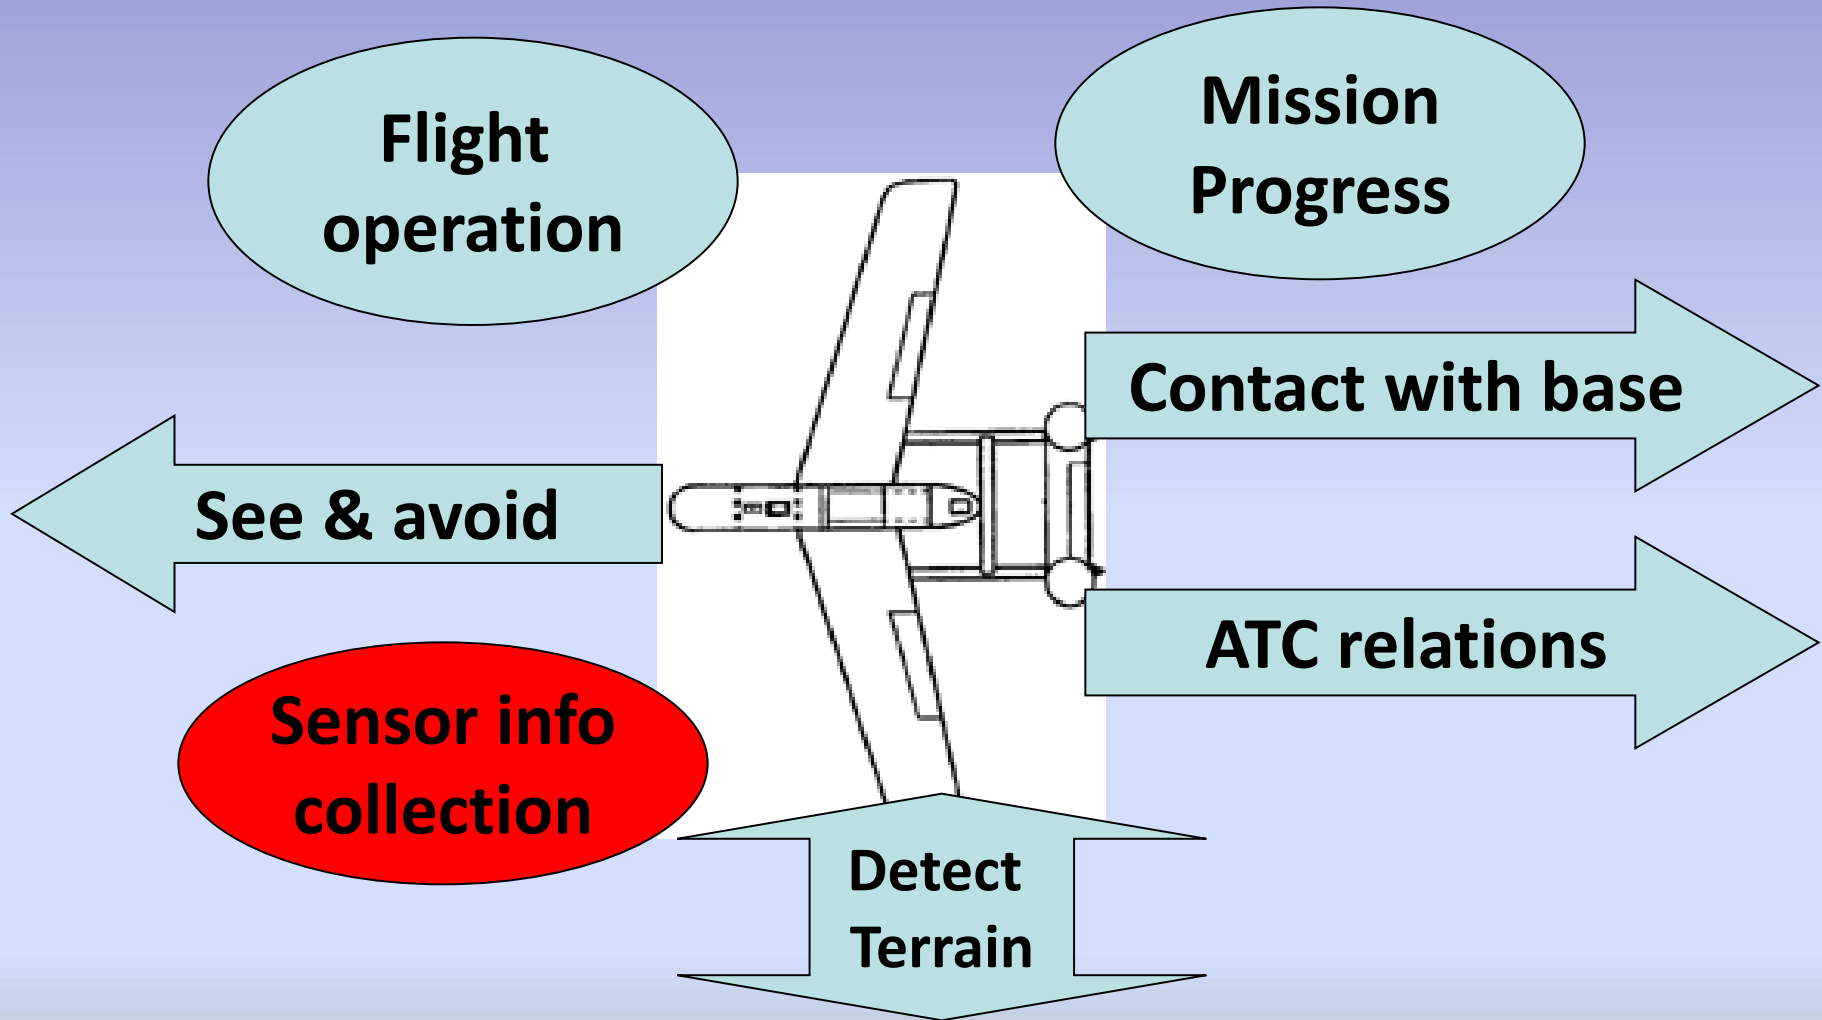 Flight
operation
Mission
Progress
Contact with base
See & avoid
ATC relations
Sensor info
collection
Detect
Terrain